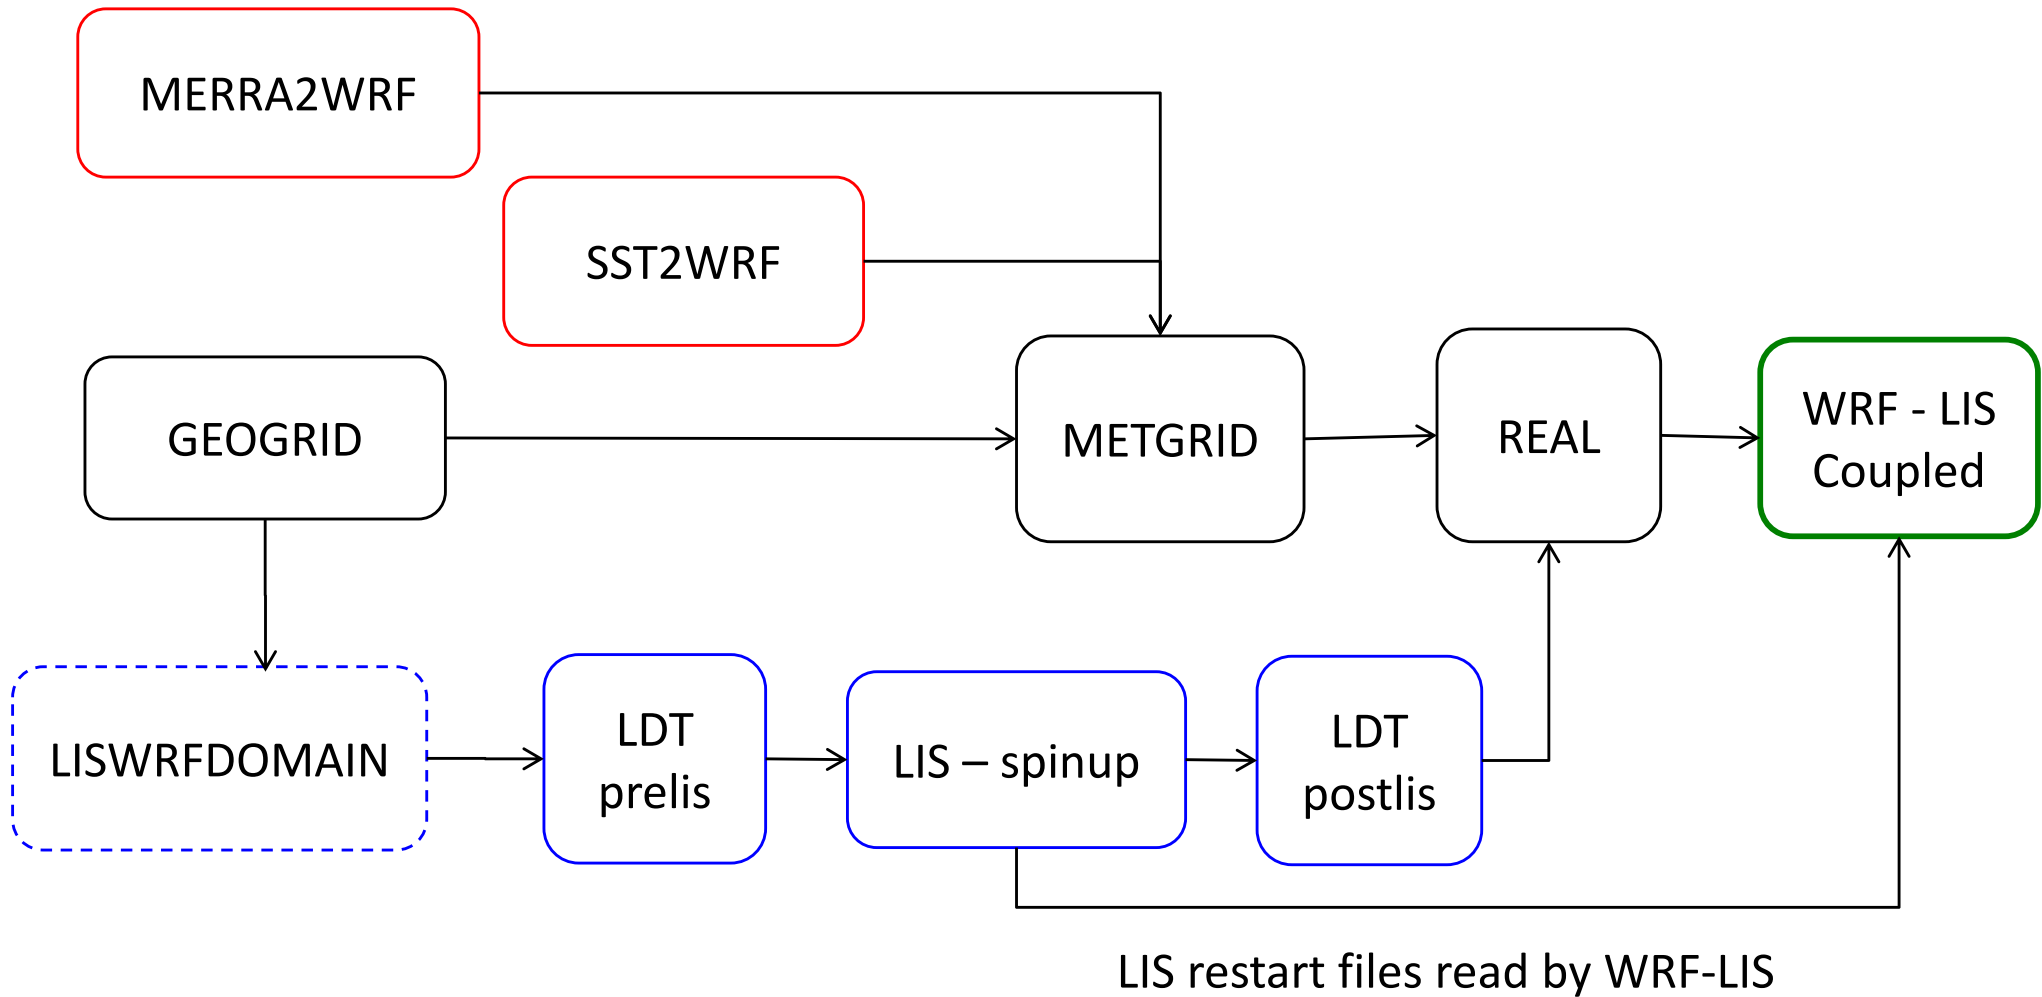 MERRA2WRF
SST2WRF
GEOGRID
METGRID
REAL
WRF - LIS
Coupled
LISWRFDOMAIN
LDT
prelis
LIS – spinup
LDT
postlis
LIS restart files read by WRF-LIS